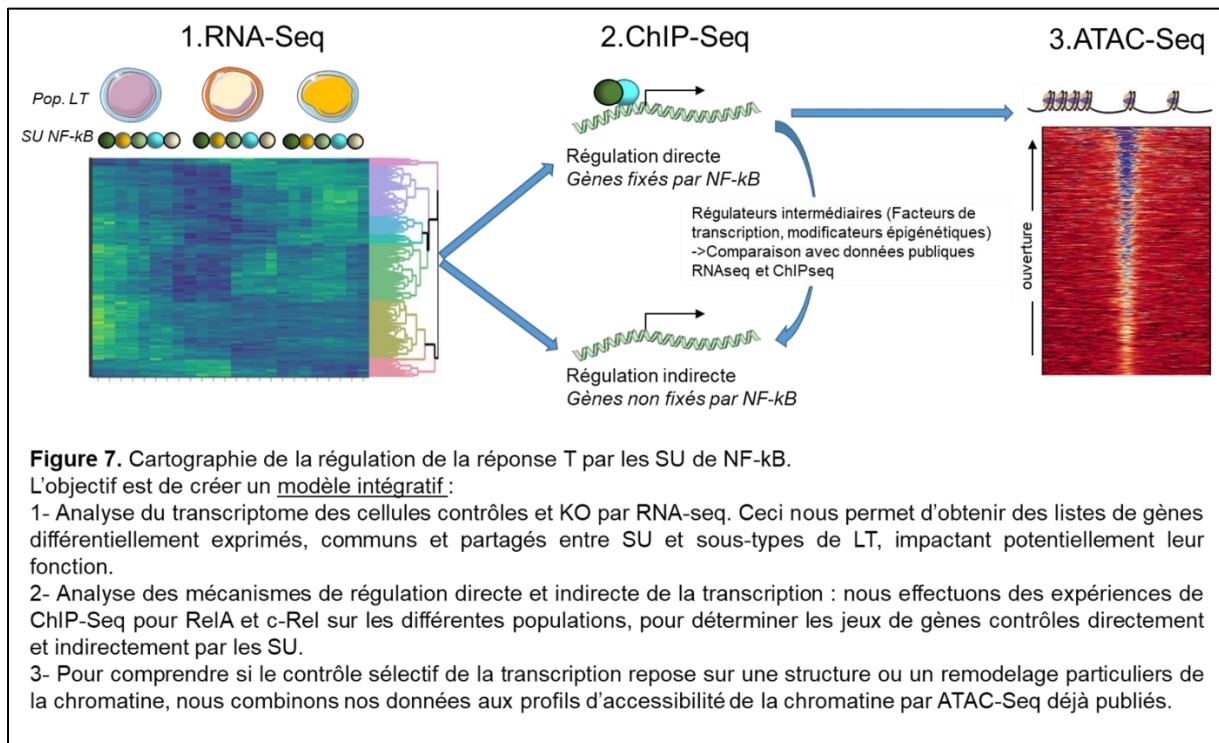 1.RNA-Seq
2.ChIP-Seq
3.ATAC-Seq
Pop. LT
SU NF-kB
Régulation directe
Gènes fixés par NF-kB
Régulateurs intermédiaires (Facteurs de
transcription, modificateurs épigénétiques)
->Comparaison avec données publiques
RNAseq et ChIPseq
ouverture
Régulation indirecte
Gènes non fixés par NF-kB
Figure 7. Cartographie de la régulation de la réponse T par les SU de NF-kB.
L'objectif est de créer un modèle intégratif :
1- Analyse du transcriptome des cellules contrôles et KO par RNA-seq. Ceci nous permet d'obtenir des listes de gènes
différentiellement exprimés, communs et partagés entre SU et sous-types de LT, impactant potentiellement leur
fonction.
2- Analyse des mécanismes de régulation directe et indirecte de la transcription : nous effectuons des expériences de
ChIP-Seq pour RelA et c-Rel sur les différentes populations, pour déterminer les jeux de gènes contrôles directement
et indirectement par les SU.
3- Pour comprendre si le contrôle sélectif de la transcription repose sur une structure ou un remodelage particuliers de
la chromatine, nous combinons nos données aux profils d'accessibilité de la chromatine par ATAC-Seq déjà publiés.